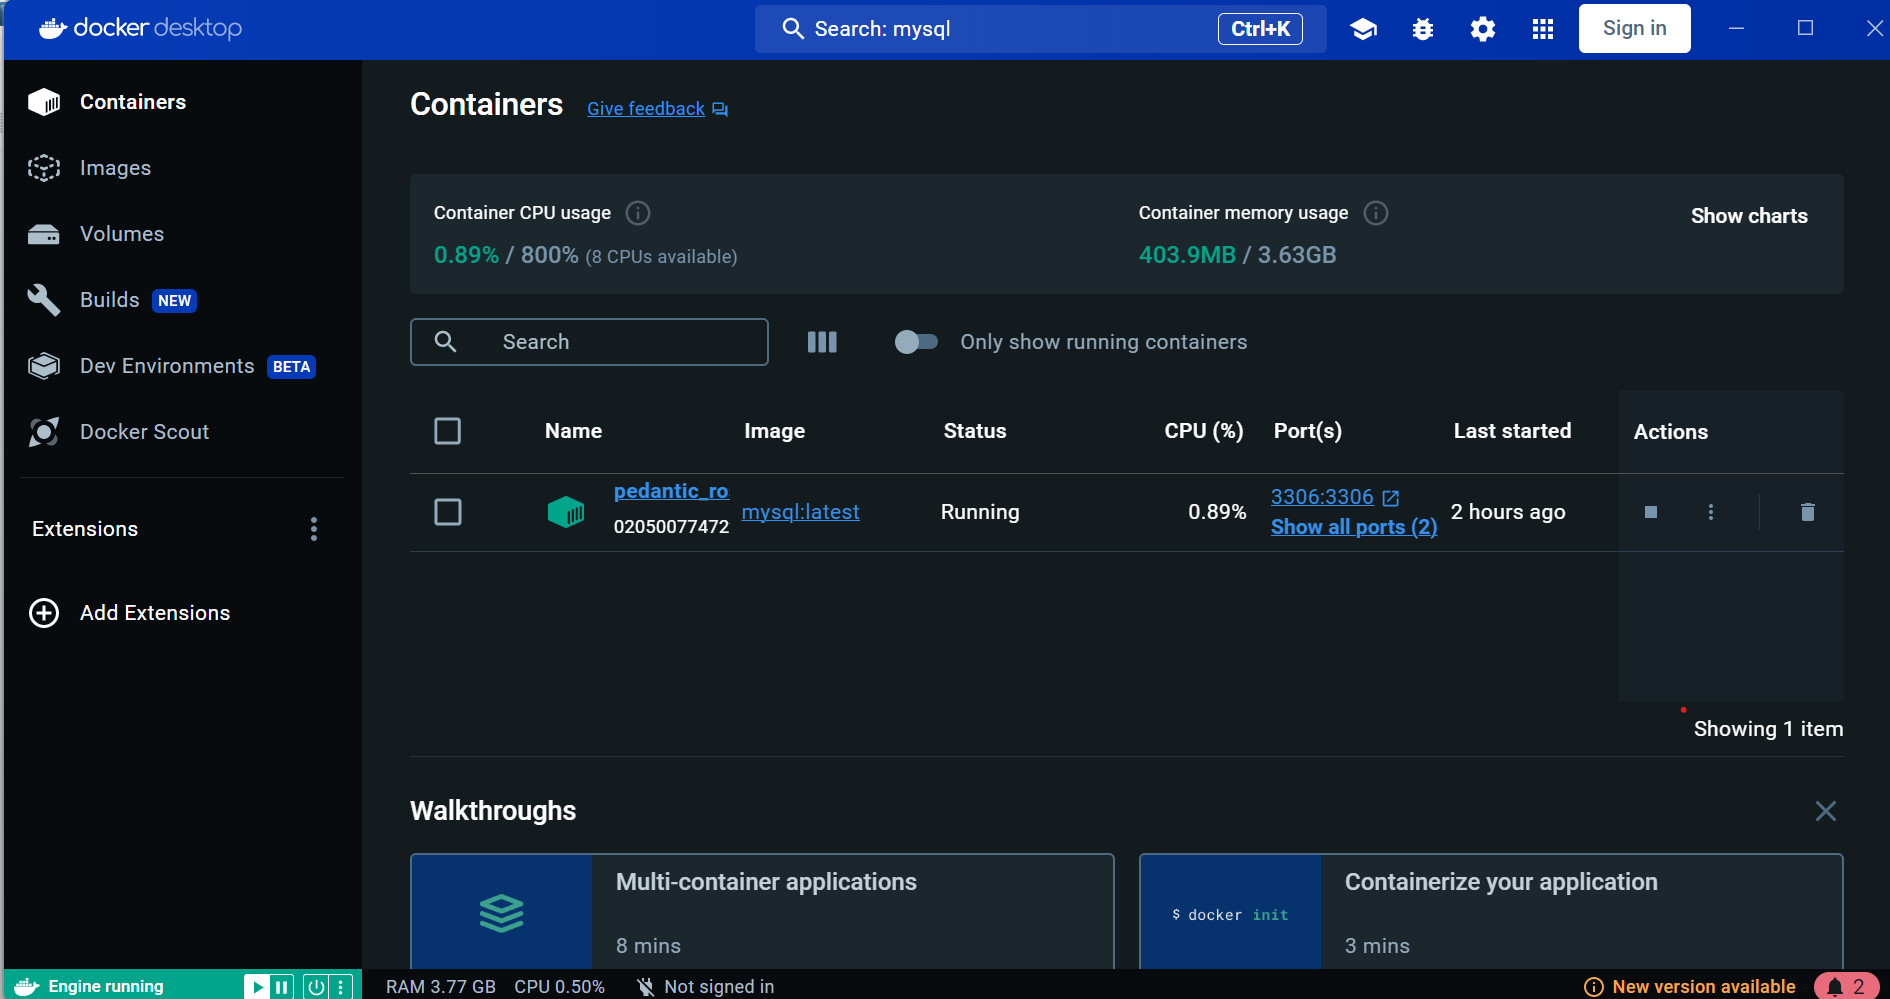 docker desktop
Search: mysql
Ctrl+K
Sign in
Containers
Images
Volumes
Builds NEW
Dev Environments BETA
Docker Scout
Extensions
Add Extensions
Containers Give feedback
Container CPU usage
0.89% / 800% (8 CPUs available)
Container memory usage
403.9MB / 3.63GB
Show charts
Search
Only show running containers
Name Image Status CPU (%) Port(s) Last started Actions
pedantic_ro
02050077472
mysql:latest
Running
0.89%
3306:3306
Show all ports (2)
2 hours ago
Showing 1 item
Walkthroughs
Multi-container applications
8 mins
$ docker init
Containerize your application
3 mins
Engine running
RAM 3.77 GB CPU 0.50% Not signed in
New version available
2